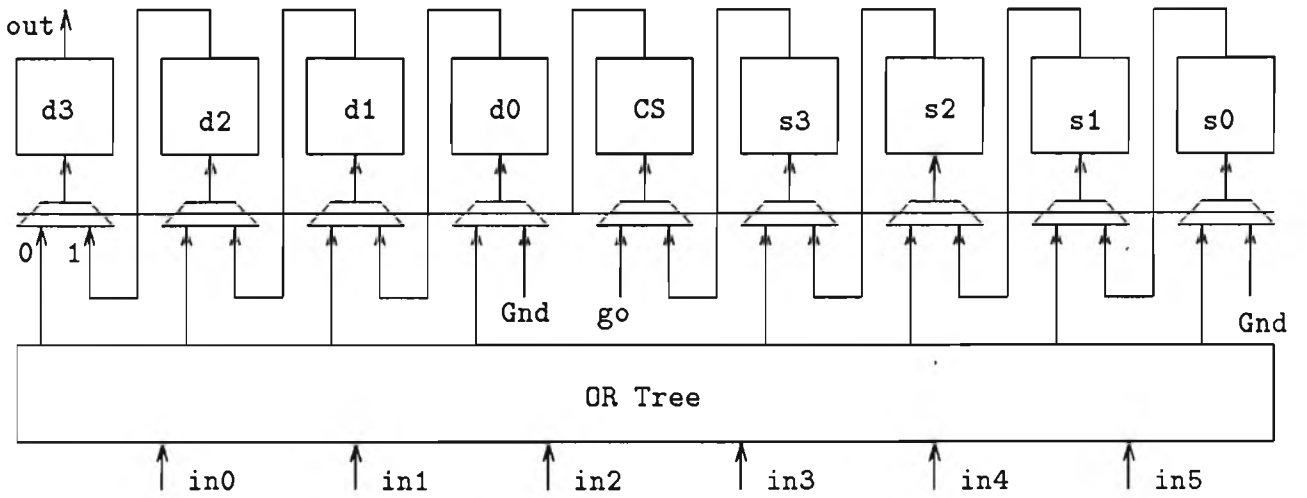 out
d3 d2 d1 d0 CS s3 s2 s1 s0
0 1
Gnd go Gnd
OR Tree
in0 in1 in2 in3 in4 in5